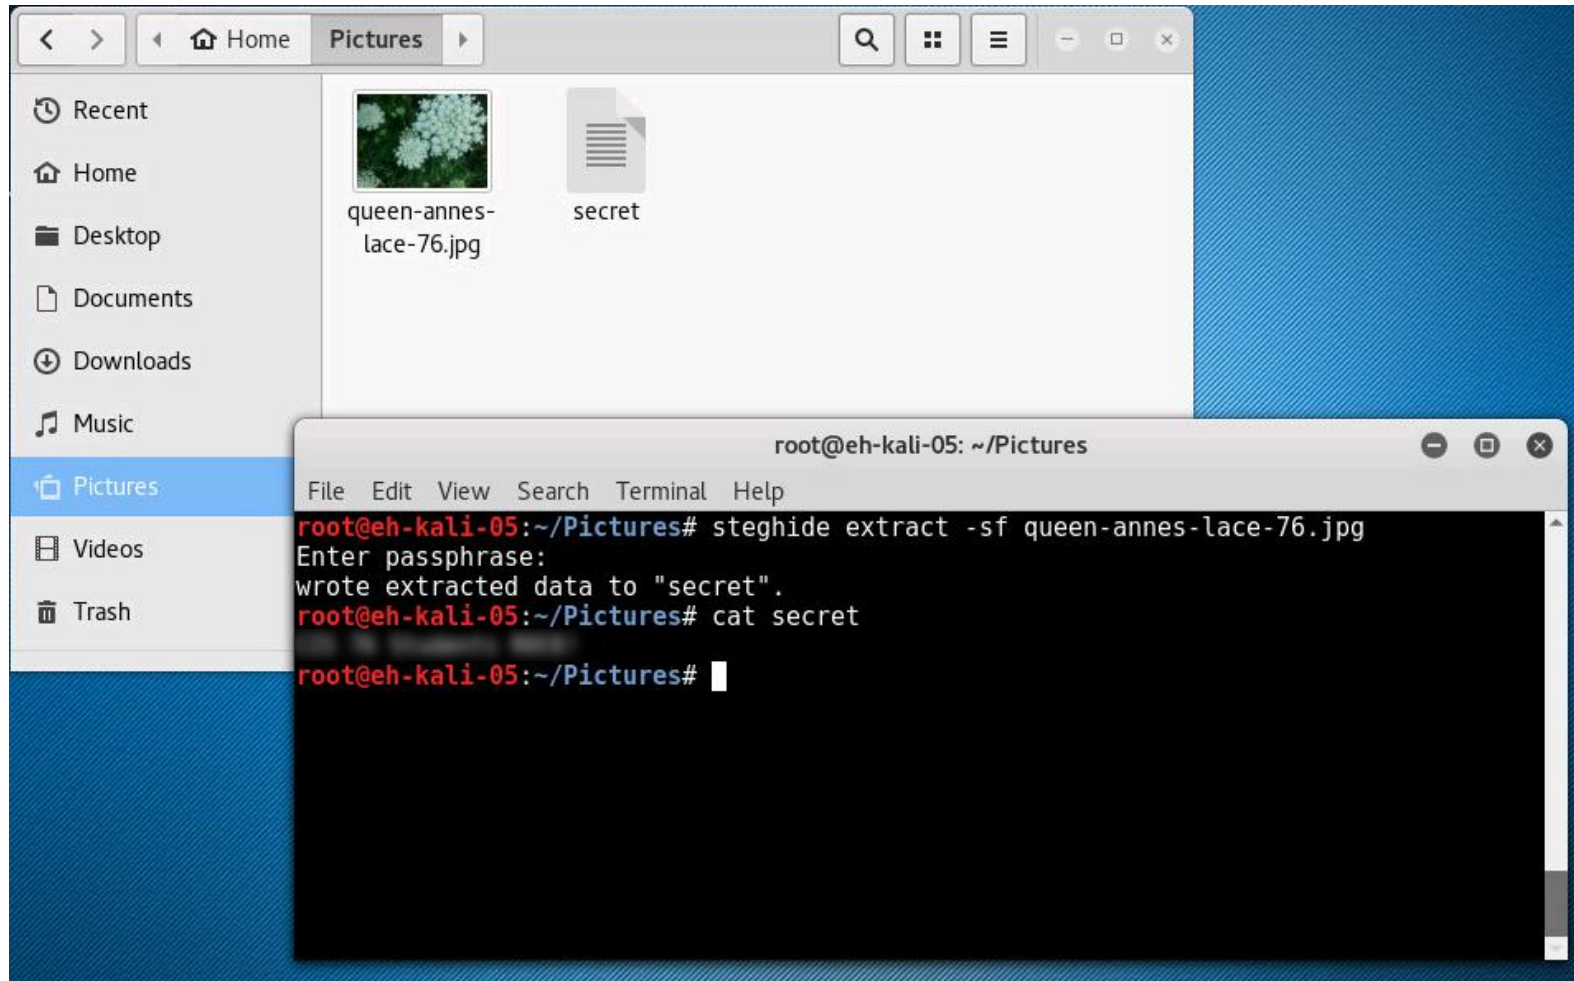 Home
Pictures
Recent
Home
Desktop
Documents
Downloads
Music
Pictures
Videos
Trash
queen-annes-
lace-76.jpg
secret
root@eh-kali-05: ~/Pictures
File Edit View Search Terminal Help
root@eh-kali-05:~/Pictures# steghide extract -sf queen-annes-lace-76.jpg
Enter passphrase:
wrote extracted data to "secret".
root@eh-kali-05:~/Pictures# cat secret
root@eh-kali-05:~/Pictures#